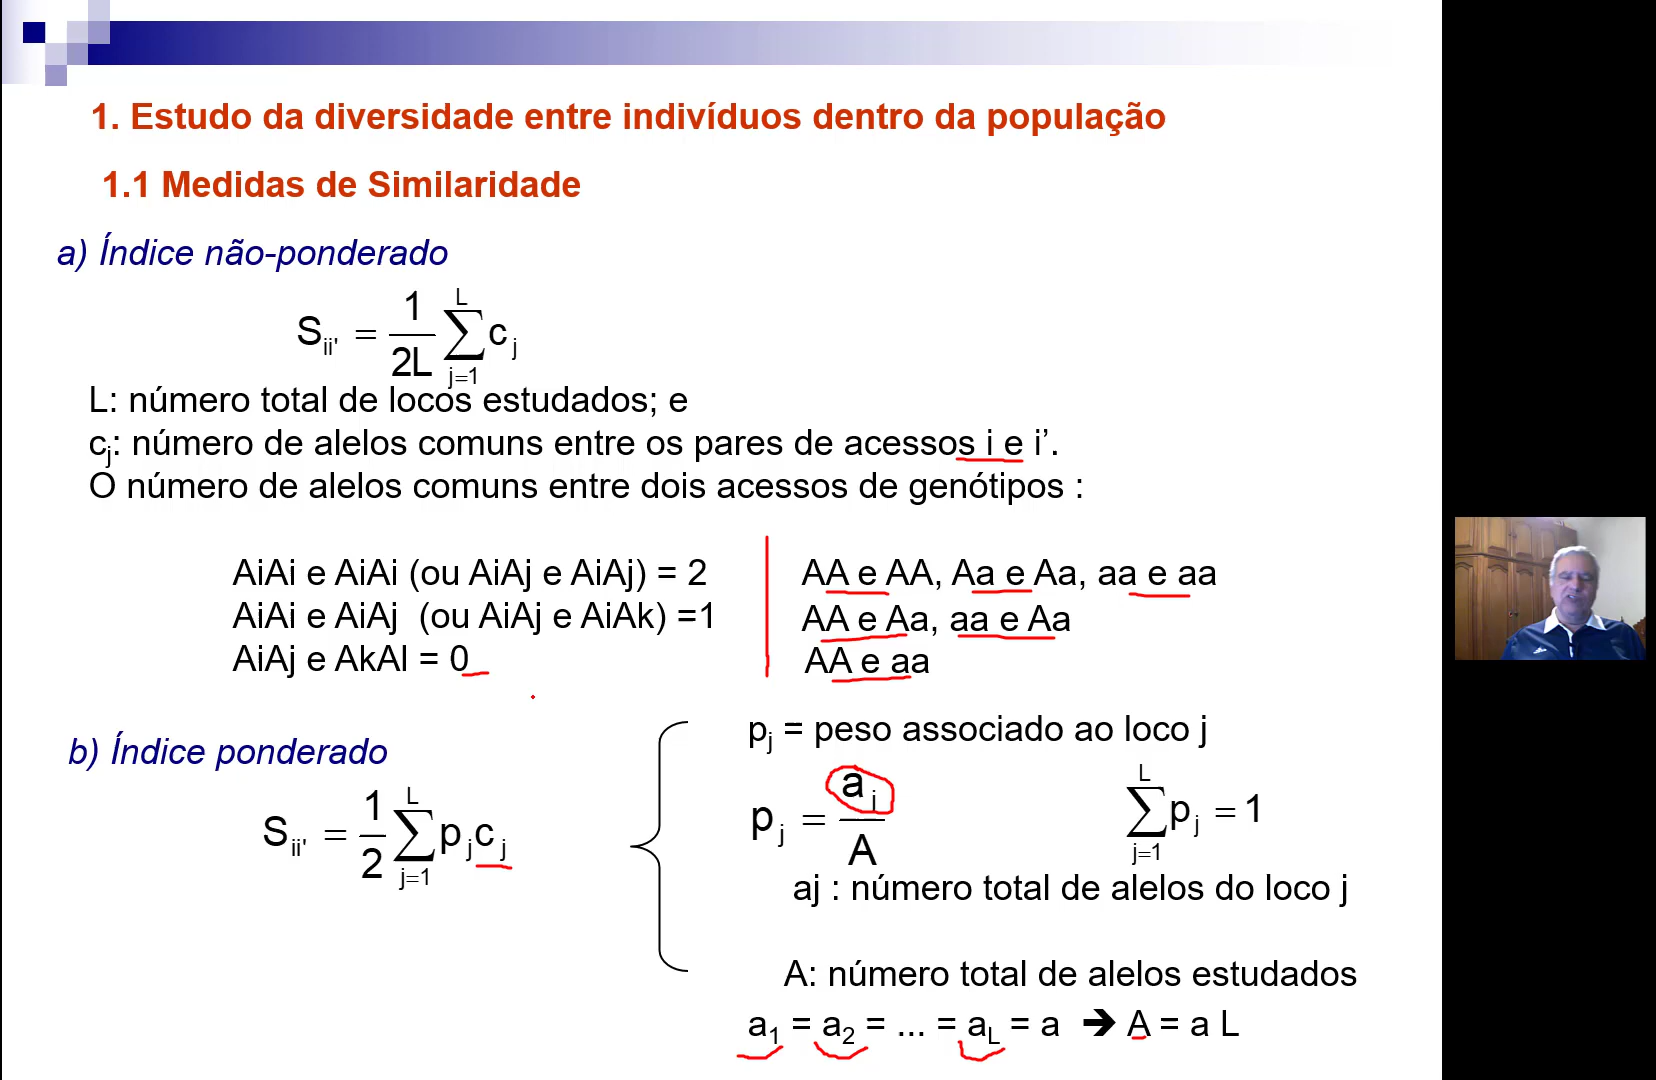 1. Estudo da diversidade entre indivíduos dentro da população
1.1 Medidas de Similaridade
a) Índice não-ponderado
S_ii' = 1/2L ∑_{j=1}^{L} c_j
L: número total de locos estudados; e
c_j: número de alelos comuns entre os pares de acessos i e i’.
O número de alelos comuns entre dois acessos de genótipos :
AiAi e AiAi (ou AiAj e AiAj) = 2
AiAi e AiAj (ou AiAj e AiAk) =1
AiAj e AkAl = 0
AA e AA, Aa e Aa, aa e aa
AA e Aa, aa e Aa
AA e aa
b) Índice ponderado
S_ii' = 1/2 ∑_{j=1}^{L} p_j c_j
p_j = peso associado ao loco j
p_j = a_j/A
∑_{j=1}^{L} p_j = 1
aj : número total de alelos do loco j
A: número total de alelos estudados
a_1 = a_2 = ... = a_L = a ➔ A = a L